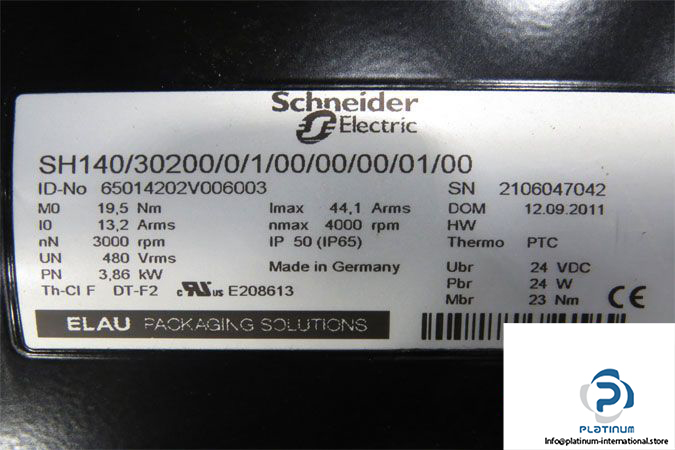 Schneider
Electric
SH140/30200/0/1/00/00/00/01/00
ID-No 65014202V006003 SN 2106047042
M0 19,5 Nm Imax 44,1 Arms DOM 12.09.2011
I0 13,2 Arms nmax 4000 rpm HW
nN 3000 rpm IP 50 (IP65) Thermo PTC
UN 480 Vrms
PN 3,86 kW Made in Germany Ubr 24 VDC
Pbr 24 W
Th-Cl F DT-F2 c RU us E208613 Mbr 23 Nm CE
ELAU PACKAGING SOLUTIONS
PLATINUM
Info@platinum-international.store